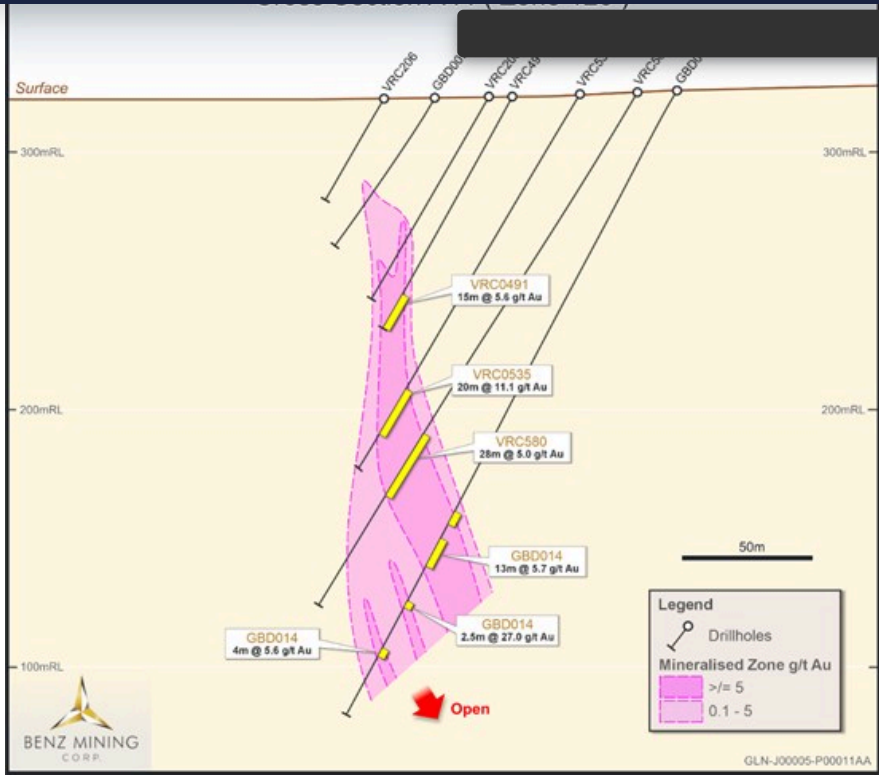 Surface
VRC206
300mRL
300mRL
VRC0491
15m @ 5.6 g/t Au
VRC0535
20m @ 11.1 g/t Au
200mRL
200mRL
VRC580
28m @ 5.0 g/t Au
GBD014
13m @ 5.7 g/t Au
50m
GBD014
2.5m @ 27.0 g/t Au
GBD014
4m @ 5.6 g/t Au
100mRL
Open
Legend
Drillholes
Mineralised Zone g/t Au
>/= 5
0.1 - 5
BENZ MINING
CORP.
GLN-J00005-P00011AA